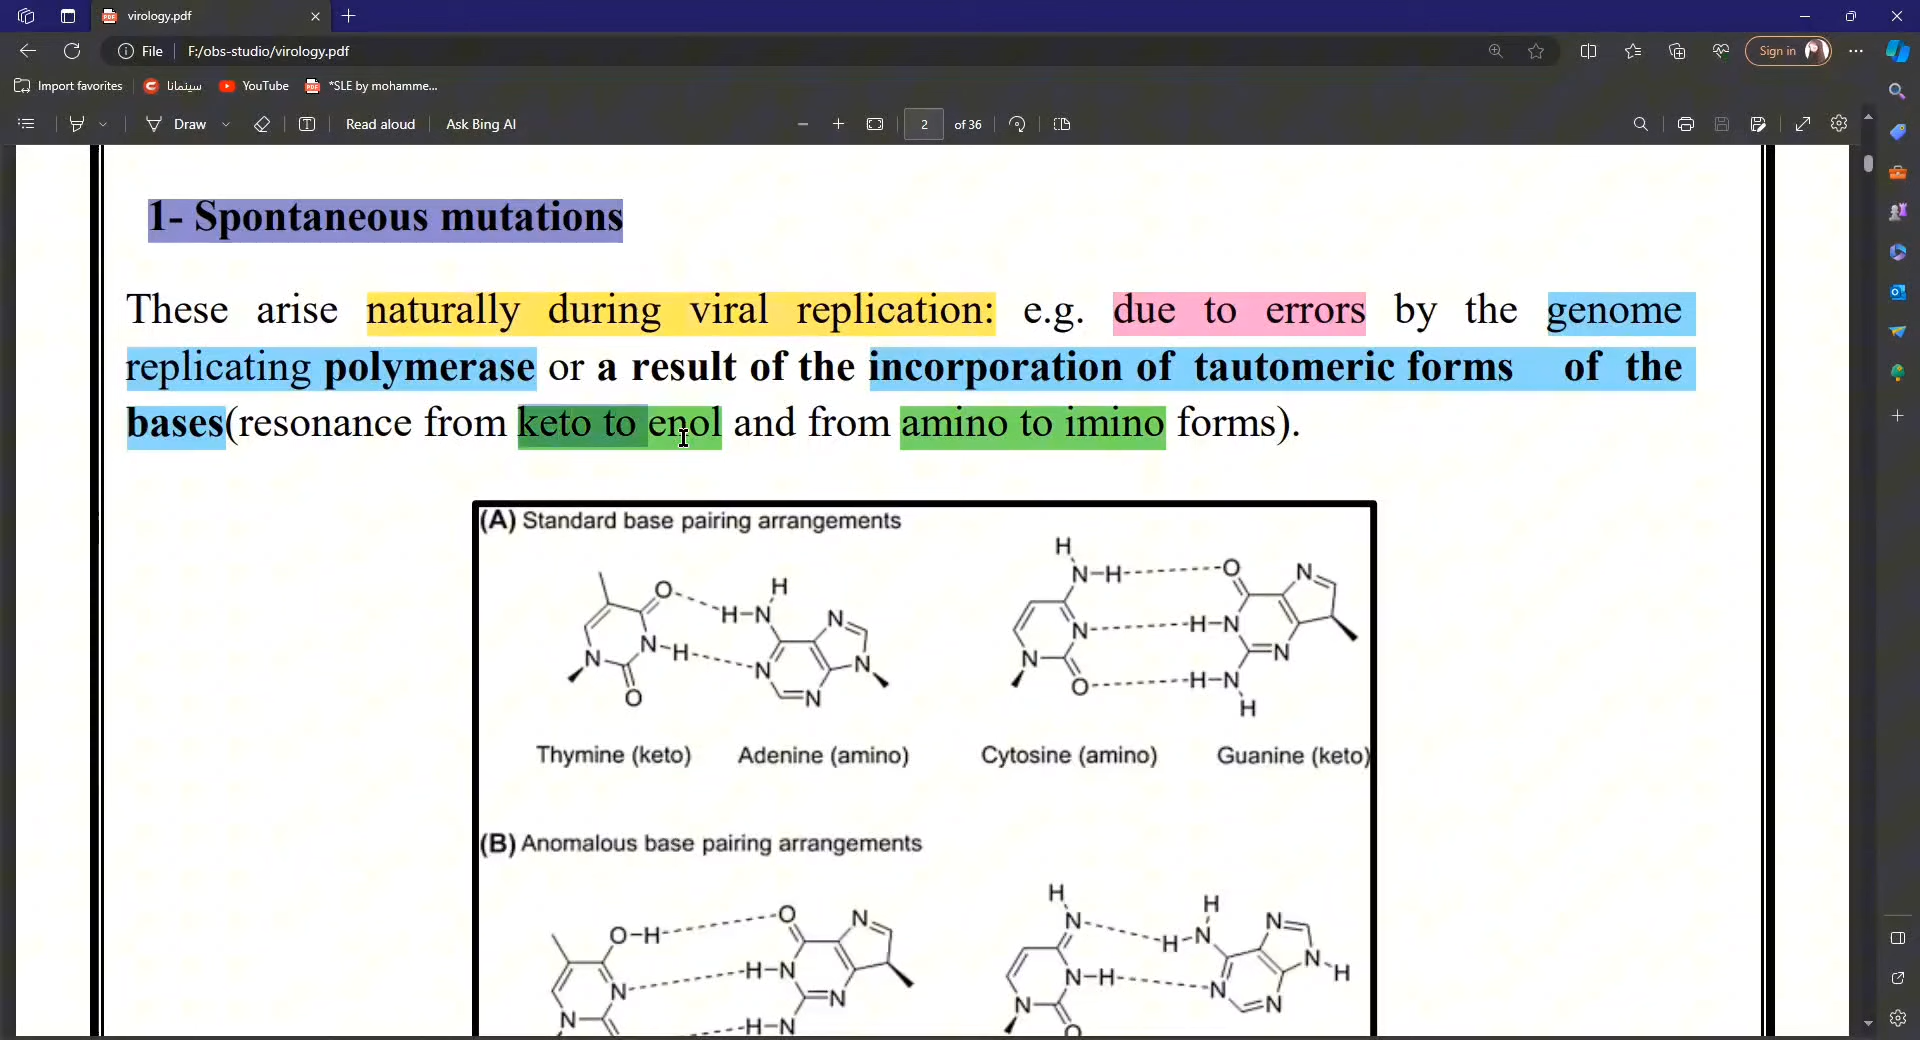 virology.pdf
File F:/obs-studio/virology.pdf Sign in
Import favorites سينمانا YouTube *SLE by mohamme...
Draw Read aloud Ask Bing AI 2 of 36
1- Spontaneous mutations
These arise naturally during viral replication: e.g. due to errors by the genome
replicating polymerase or a result of the incorporation of tautomeric forms of the
bases(resonance from keto to enol and from amino to imino forms).
(A) Standard base pairing arrangements
H
O H N-H O N
H-N N
N-H N H-N
N N N N N
O N O H-N
H
Thymine (keto) Adenine (amino) Cytosine (amino) Guanine (keto)
(B) Anomalous base pairing arrangements
H
O N H N
O-H N H-N N
H-N N-H N N-H
N N N N
N H-N O